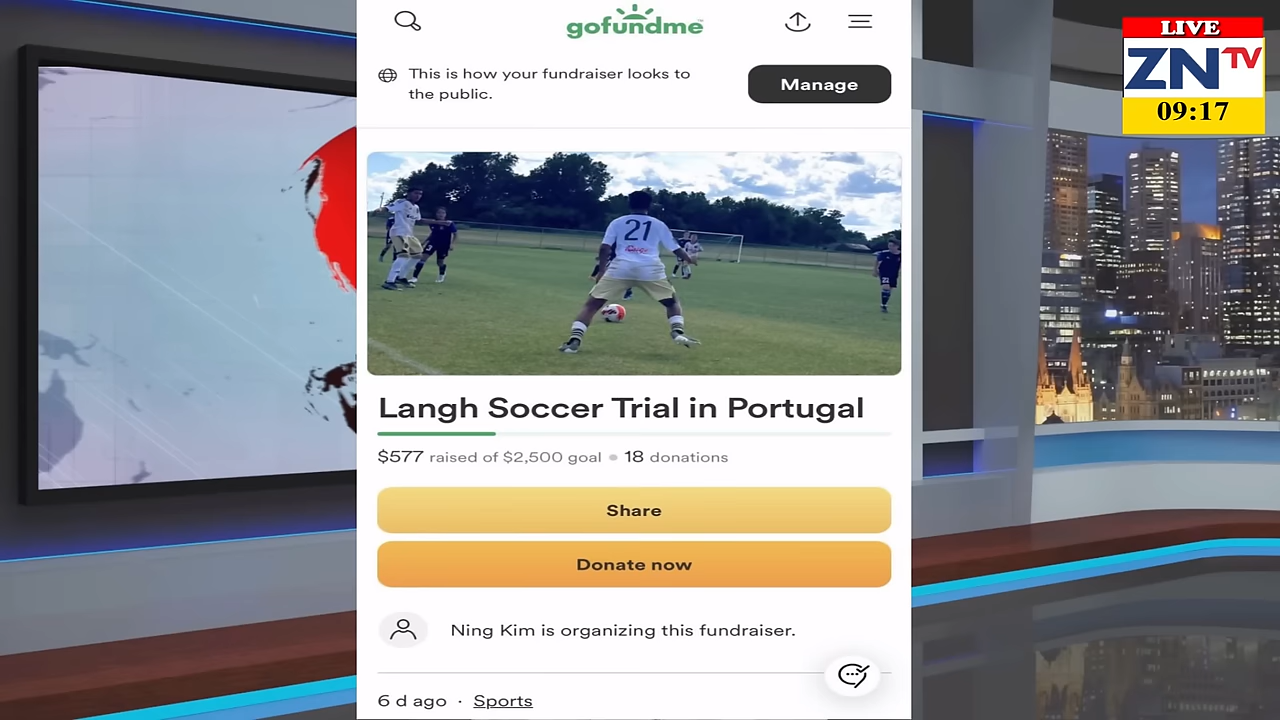 gofundme
This is how your fundraiser looks to
the public.
Manage
21
Langh Soccer Trial in Portugal
$577 raised of $2,500 goal • 18 donations
Share
Donate now
Ning Kim is organizing this fundraiser.
6 d ago · Sports
LIVE
ZNTV
09:17